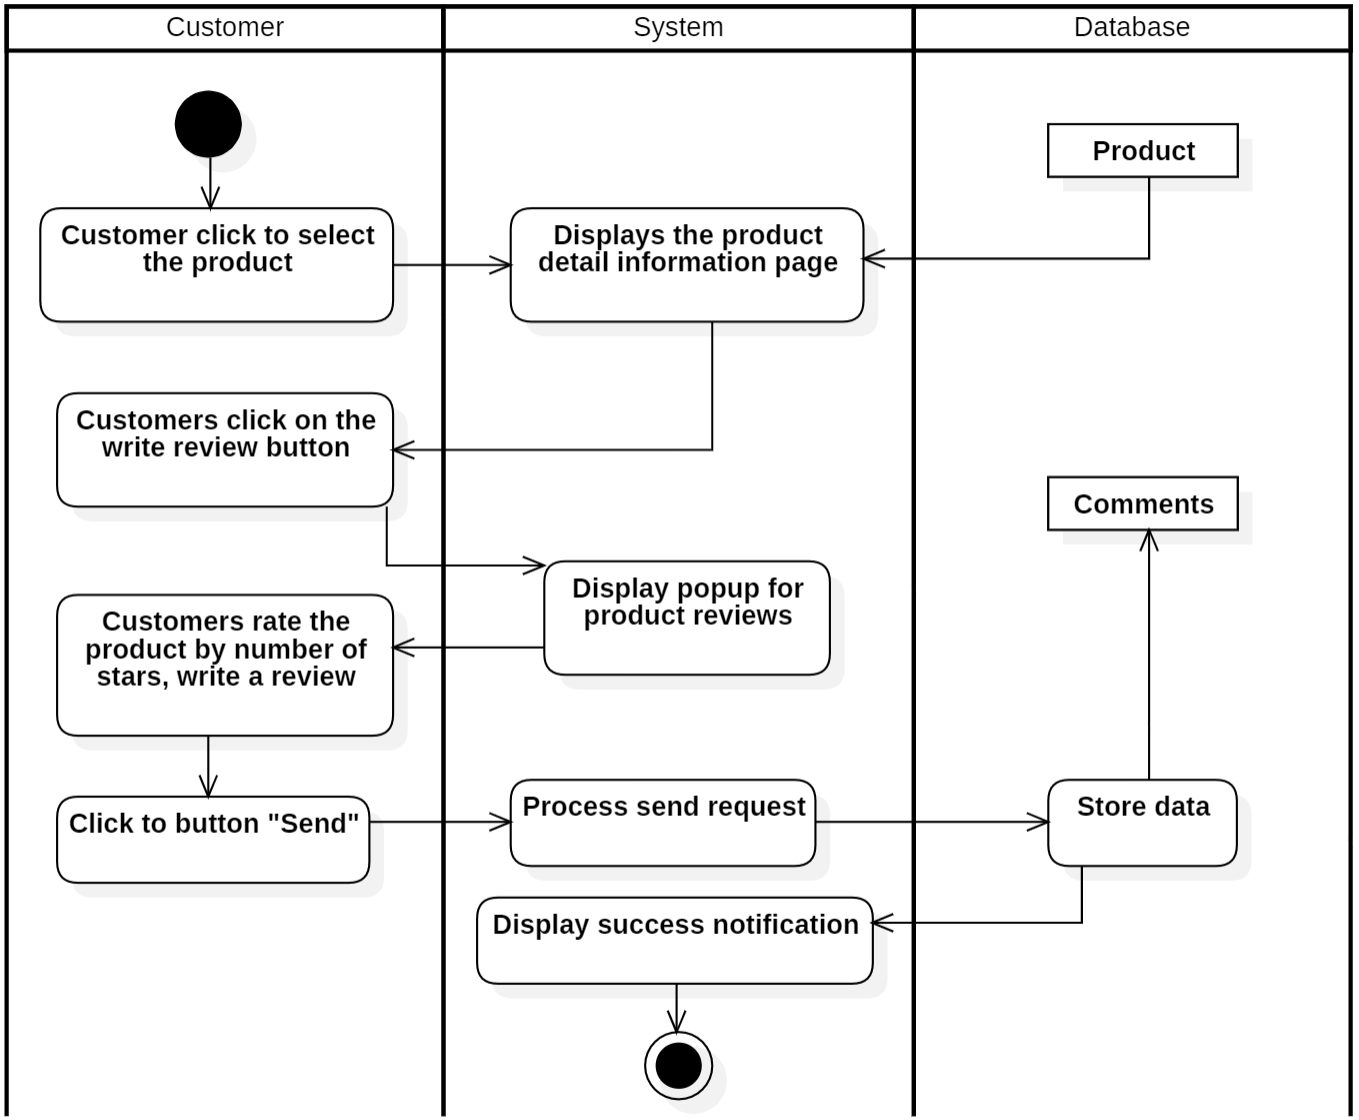 Customer
System
Database
Product
Customer click to select
the product
Displays the product
detail information page
Customers click on the
write review button
Comments
Display popup for
product reviews
Customers rate the
product by number of
stars, write a review
Click to button "Send"
Process send request
Store data
Display success notification